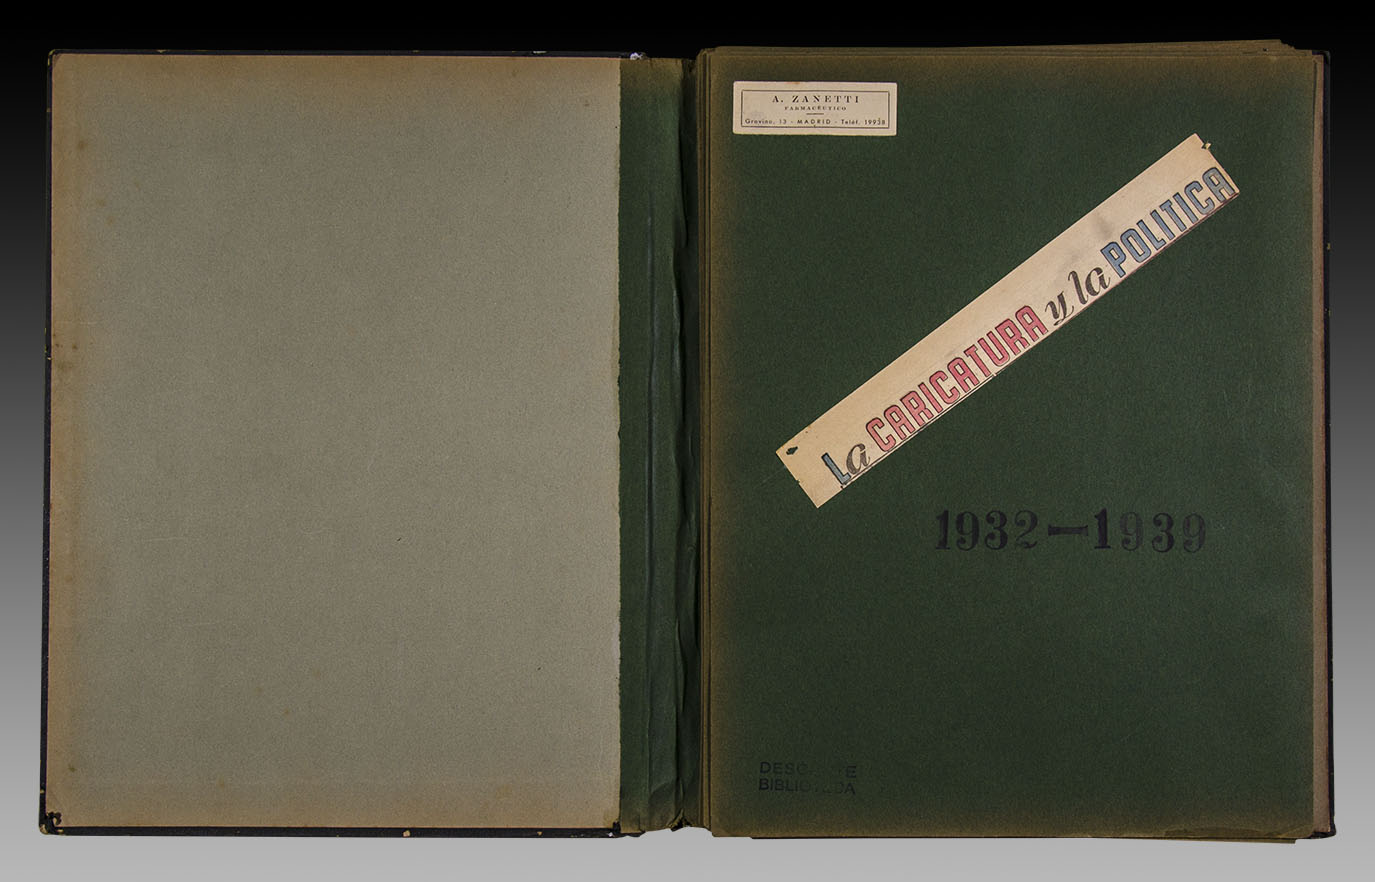 A. ZANETTI
FARMACÉUTICO
Gravina, 13 - MADRID - Teléf. 19938
La CARICATURA y la POLITICA
1932—1939
BIBLIOTECA